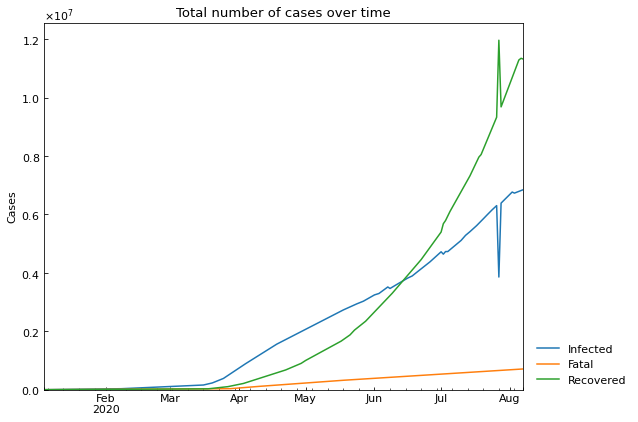 Total number of cases over time
×10⁷
1.2
1.0
0.8
0.6
0.4
0.2
0.0
Cases
Feb Mar Apr May Jun Jul Aug
2020
Infected
Fatal
Recovered